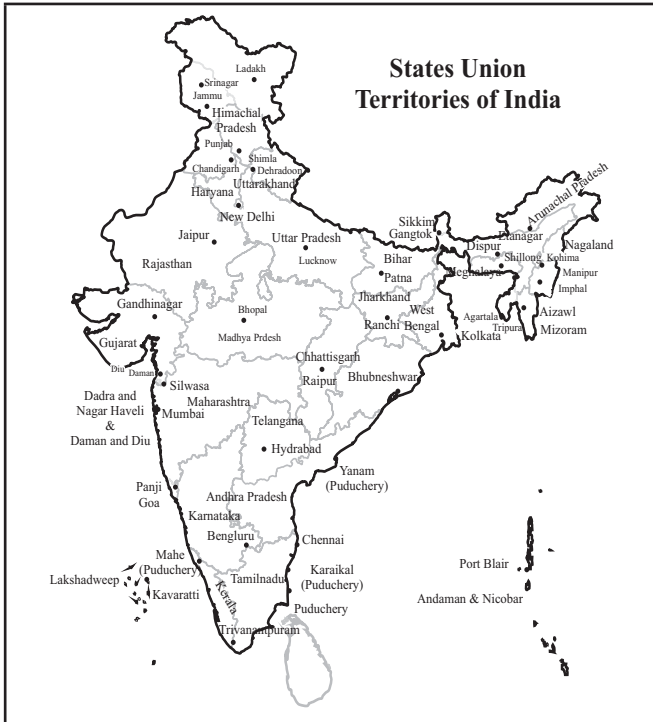 States Union
Territories of India
Ladakh
Srinagar
Jammu
Himachal
Pradesh
Punjab
Shimla
Chandigarh
Dehradoon
Uttarakhand
Haryana
New Delhi
Arunachal Pradesh
Sikkim
Gangtok
Etanagar
Jaipur
Uttar Pradesh
Dispur
Nagaland
Rajasthan
Lucknow
Bihar
Shillong
Kohima
Patna
Meghalaya
Manipur
Imphal
Jharkhand
Gandhinagar
Bhopal
West
Bengal
Agartala
Aizawl
Ranchi
Tripura
Mizoram
Madhya Prdesh
Kolkata
Gujarat
Chhattisgarh
Diu
Daman
Raipur
Bhubneshwar
Silwasa
Dadra and
Nagar Haveli
&
Daman and Diu
Maharashtra
Mumbai
Telangana
Hydrabad
Yanam
(Puduchery)
Panji
Goa
Andhra Pradesh
Karnataka
Bengluru
Chennai
Mahe
(Puduchery)
Port Blair
Lakshadweep
Tamilnadu
Karaikal
(Puduchery)
Kavaratti
Kerala
Andaman & Nicobar
Puduchery
Trivanampuram